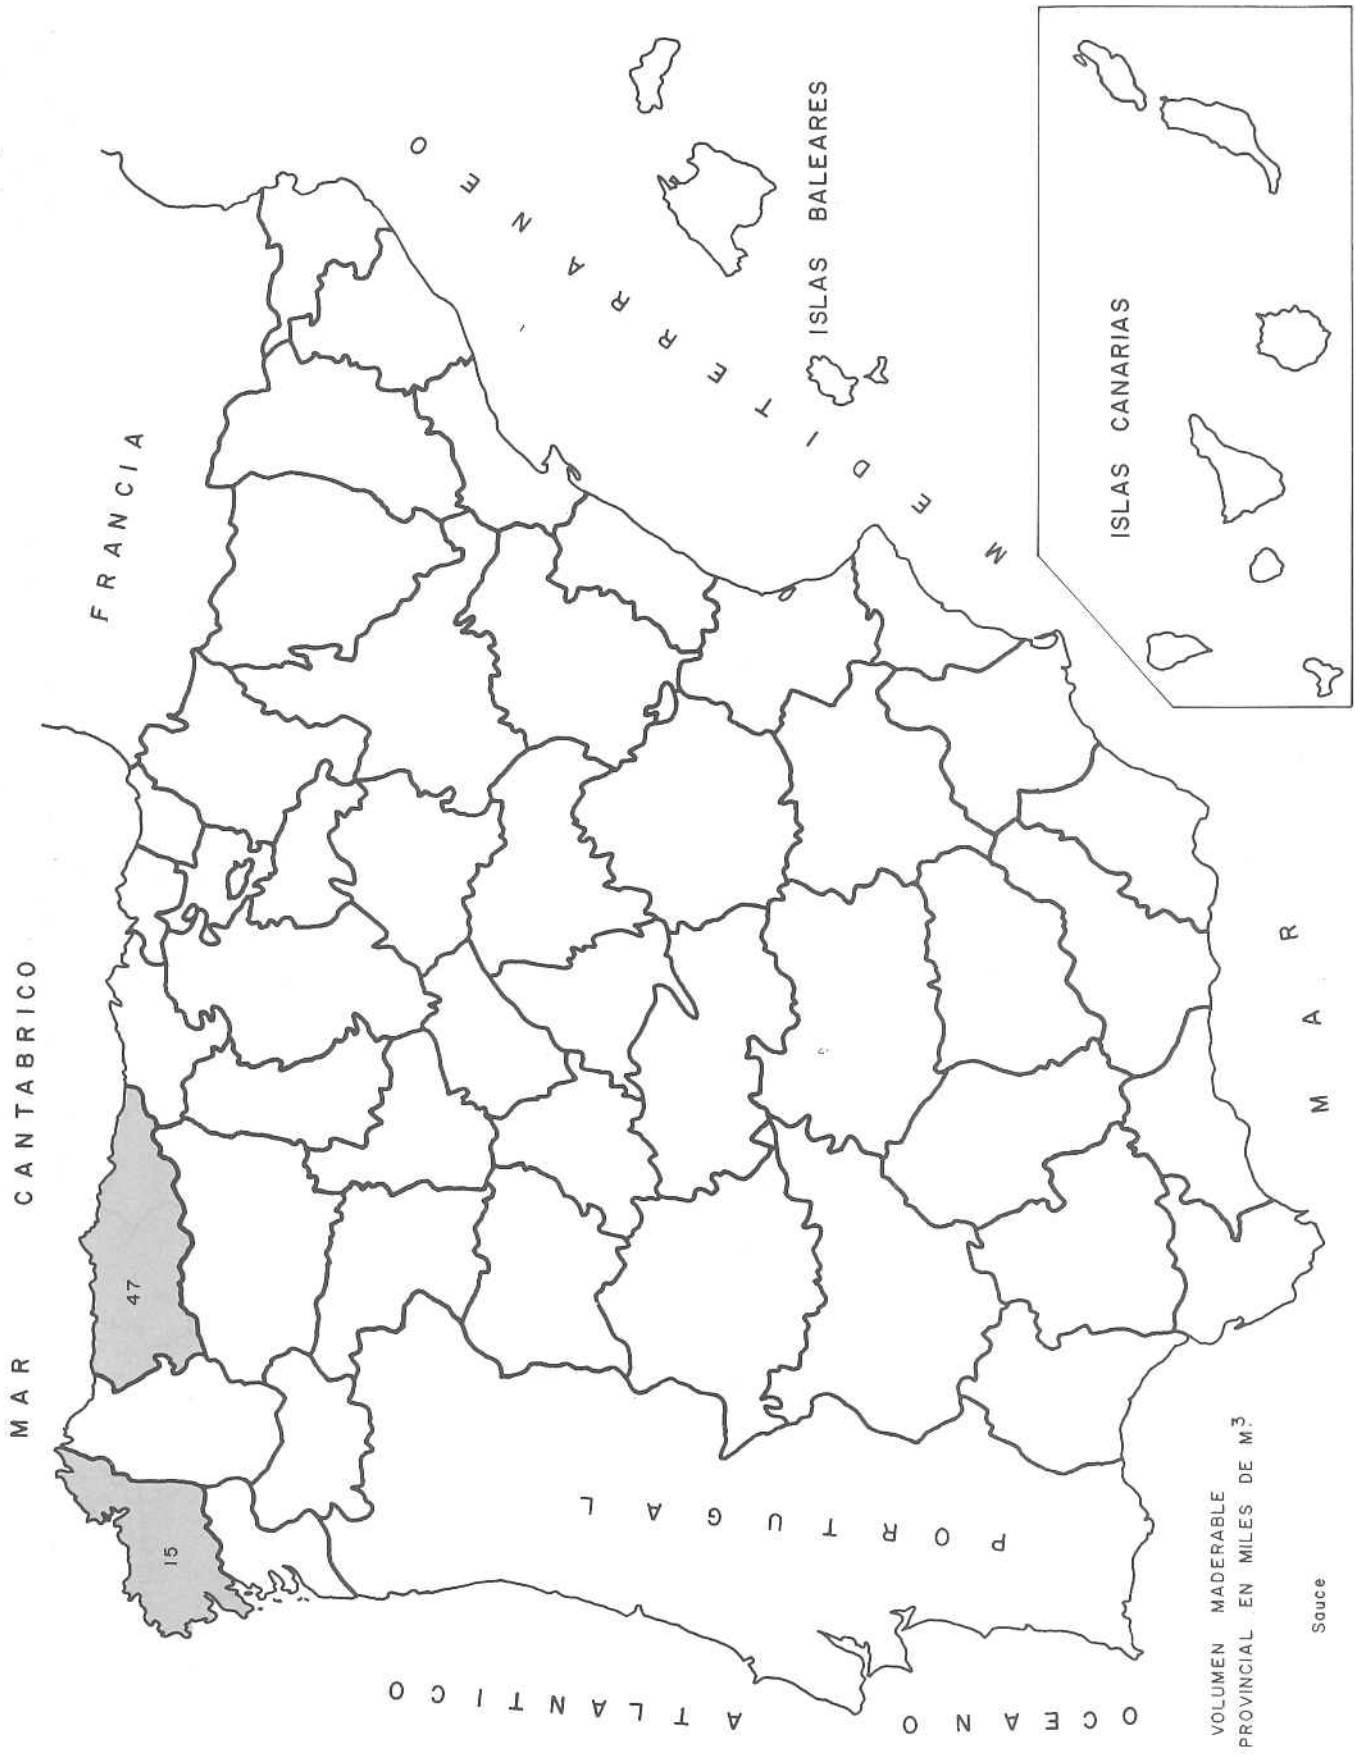 MAR CANTABRICO
FRANCIA
47
15
MAR MEDITERRANEO
ISLAS BALEARES
PORTUGAL
OCEANO ATLANTICO
ISLAS CANARIAS
VOLUMEN MADERABLE
PROVINCIAL EN MILES DE M.³
Sauce